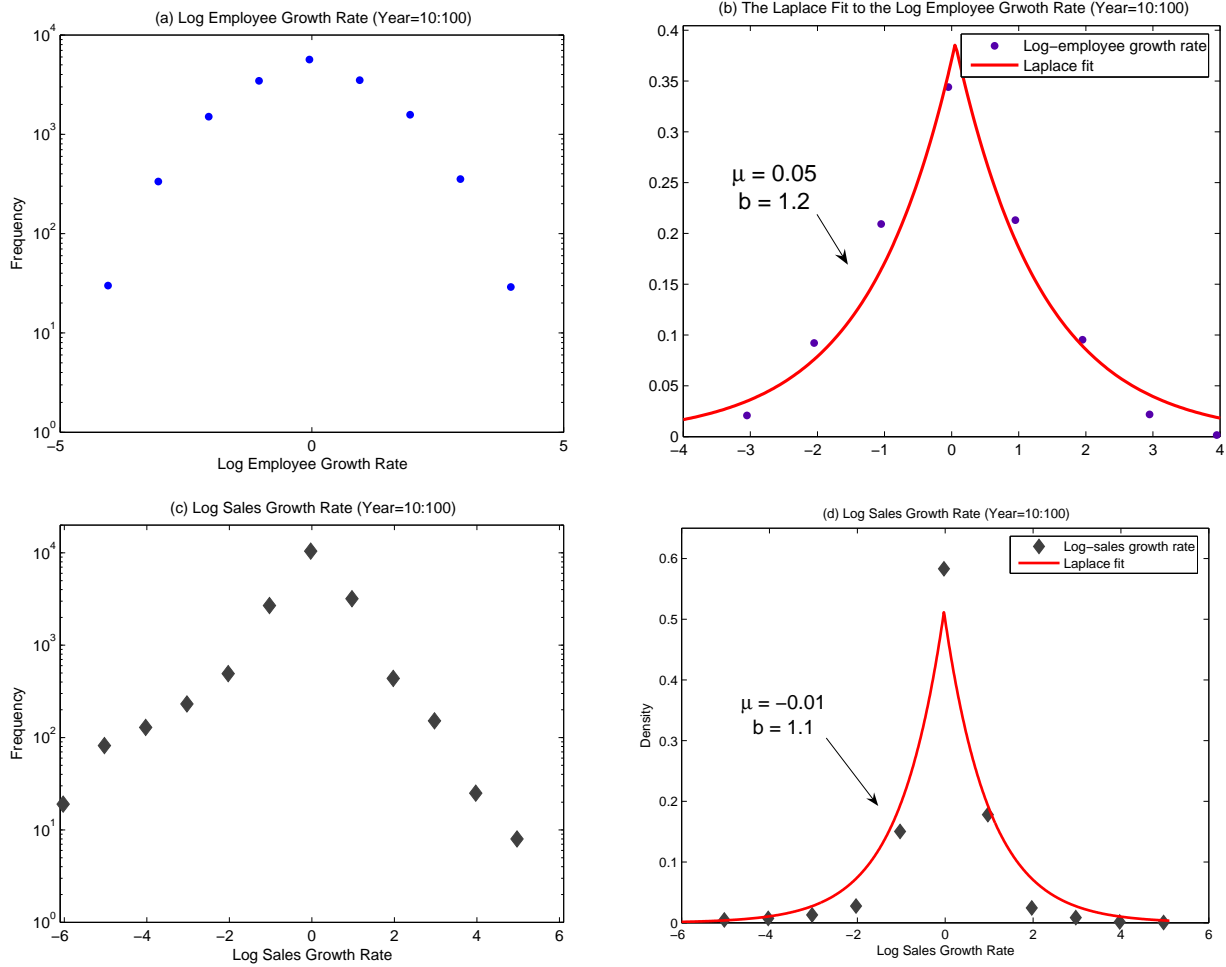 (a) Log Employee Growth Rate (Year=10:100)
10^4
10^3
10^2
10^1
10^0
Frequency
−5
0
5
Log Employee Growth Rate
(b) The Laplace Fit to the Log Employee Grwoth Rate (Year=10:100)
0.4
0.35
0.3
0.25
0.2
0.15
0.1
0.05
0
Log−employee growth rate
Laplace fit
μ = 0.05
b = 1.2
−4
−3
−2
−1
0
1
2
3
4
(c) Log Sales Growth Rate (Year=10:100)
10^4
10^3
10^2
10^1
10^0
Frequency
−6
−4
−2
0
2
4
6
Log Sales Growth Rate
(d) Log Sales Growth Rate (Year=10:100)
0.6
0.5
0.4
0.3
0.2
0.1
0
Density
Log−sales growth rate
Laplace fit
μ = −0.01
b = 1.1
−6
−4
−2
0
2
4
6
Log Sales Growth Rate